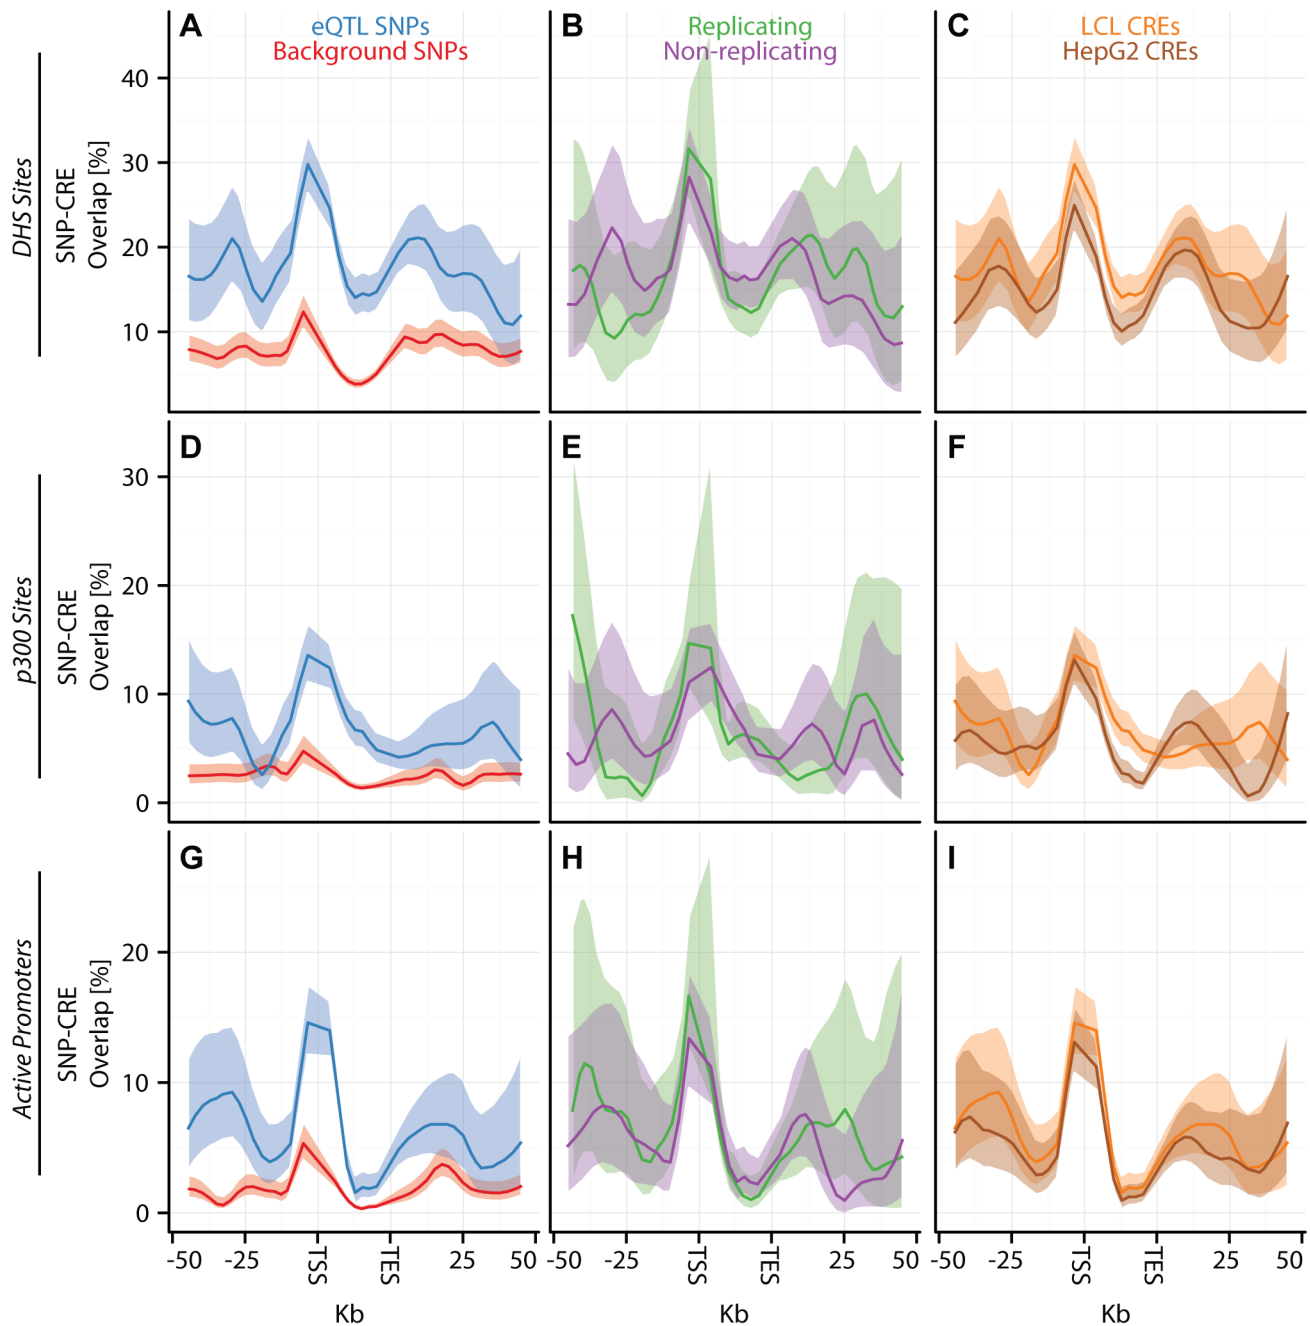 A
eQTL SNPs
Background SNPs
B
Replicating
Non-replicating
C
LCL CREs
HepG2 CREs
DHS Sites
SNP-CRE
Overlap [%]
40
30
20
10
D
E
F
p300 Sites
SNP-CRE
Overlap [%]
30
20
10
0
G
H
I
Active Promoters
SNP-CRE
Overlap [%]
20
10
0
-50 -25 TSS TES 25 50
-50 -25 TSS TES 25 50
-50 -25 TSS TES 25 50
Kb
Kb
Kb